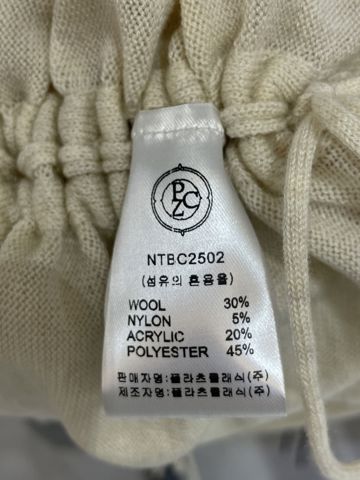 PZC
NTBC2502
(섬유의 혼용율)
WOOL 30%
NYLON 5%
ACRYLIC 20%
POLYESTER 45%
판매자명:플라츠클래식(주)
제조자명:플라츠클래식(주)